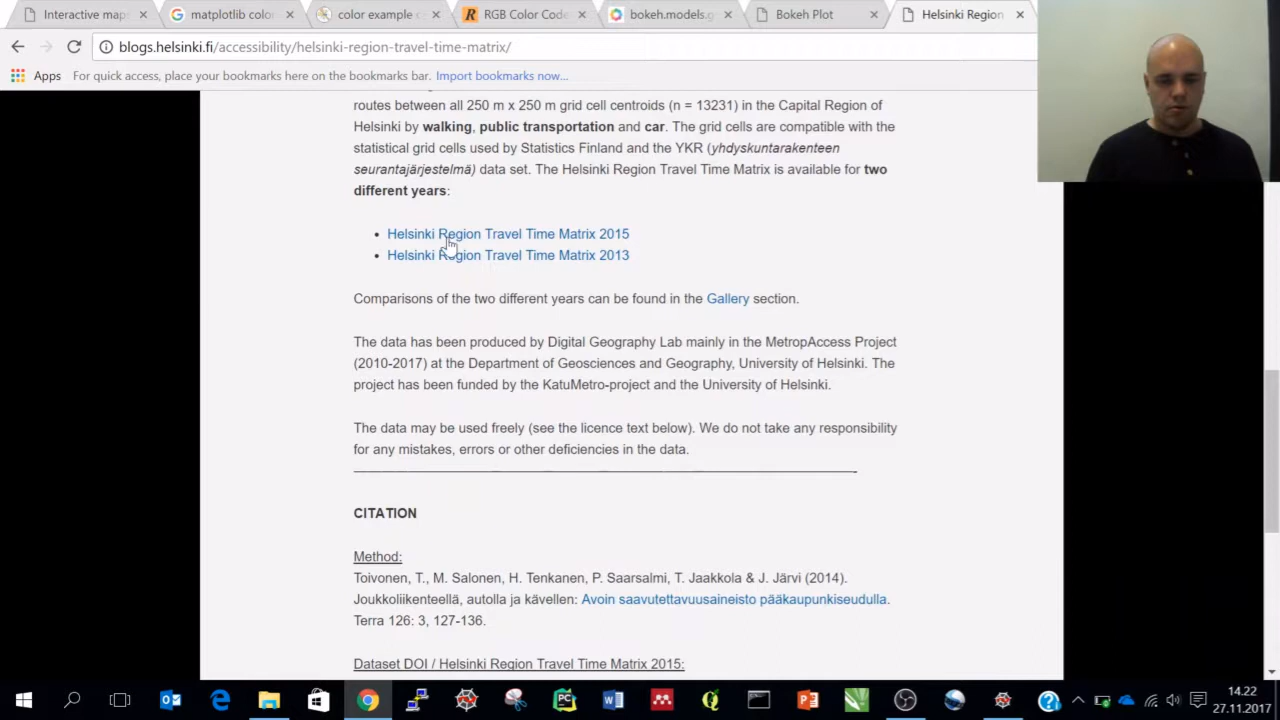 Interactive maps
matplotlib colo
color example c
RGB Color Code
bokeh.models.g
Bokeh Plot
Helsinki Region
blogs.helsinki.fi/accessibility/helsinki-region-travel-time-matrix/
Apps For quick access, place your bookmarks here on the bookmarks bar. Import bookmarks now...
routes between all 250 m x 250 m grid cell centroids (n = 13231) in the Capital Region of
Helsinki by walking, public transportation and car. The grid cells are compatible with the
statistical grid cells used by Statistics Finland and the YKR (yhdyskuntarakenteen
seurantajärjestelmä) data set. The Helsinki Region Travel Time Matrix is available for two
different years:
• Helsinki Region Travel Time Matrix 2015
• Helsinki Region Travel Time Matrix 2013
Comparisons of the two different years can be found in the Gallery section.
The data has been produced by Digital Geography Lab mainly in the MetropAccess Project
(2010-2017) at the Department of Geosciences and Geography, University of Helsinki. The
project has been funded by the KatuMetro-project and the University of Helsinki.
The data may be used freely (see the licence text below). We do not take any responsibility
for any mistakes, errors or other deficiencies in the data.
CITATION
Method:
Toivonen, T., M. Salonen, H. Tenkanen, P. Saarsalmi, T. Jaakkola & J. Järvi (2014).
Joukkoliikenteellä, autolla ja kävellen: Avoin saavutettavuusaineisto pääkaupunkiseudulla.
Terra 126: 3, 127-136.
Dataset DOI / Helsinki Region Travel Time Matrix 2015:
14.22
27.11.2017